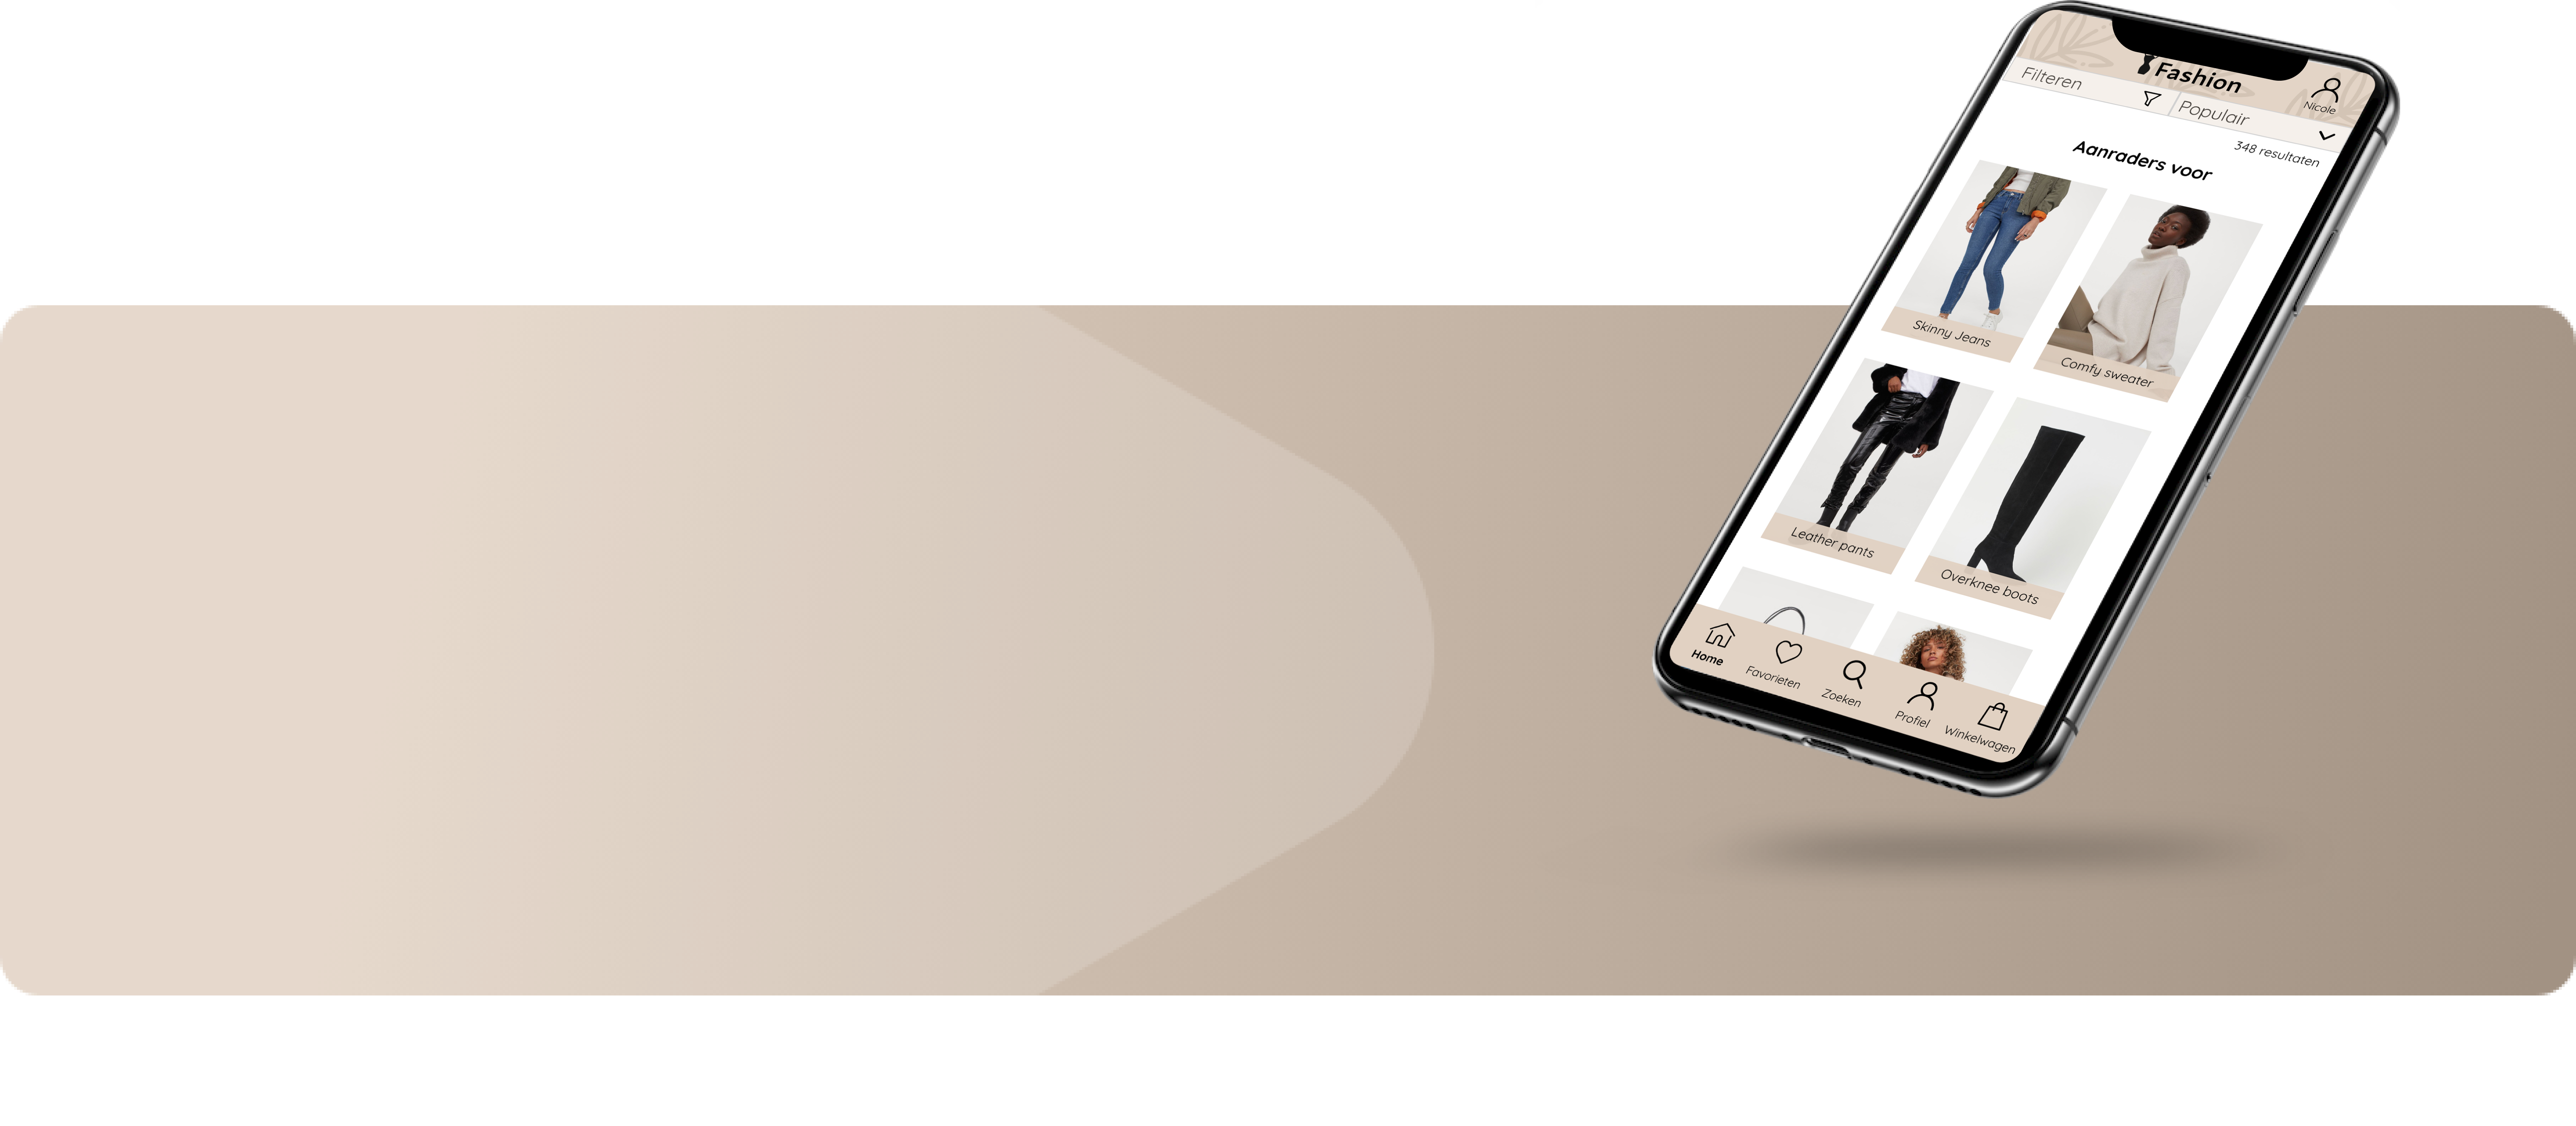 Fashion
Nicole
Filteren
Populair
348 resultaten
Aanraders voor
Skinny Jeans
Comfy sweater
Leather pants
Overknee boots
Home
Favorieten
Zoeken
Profiel
Winkelwagen